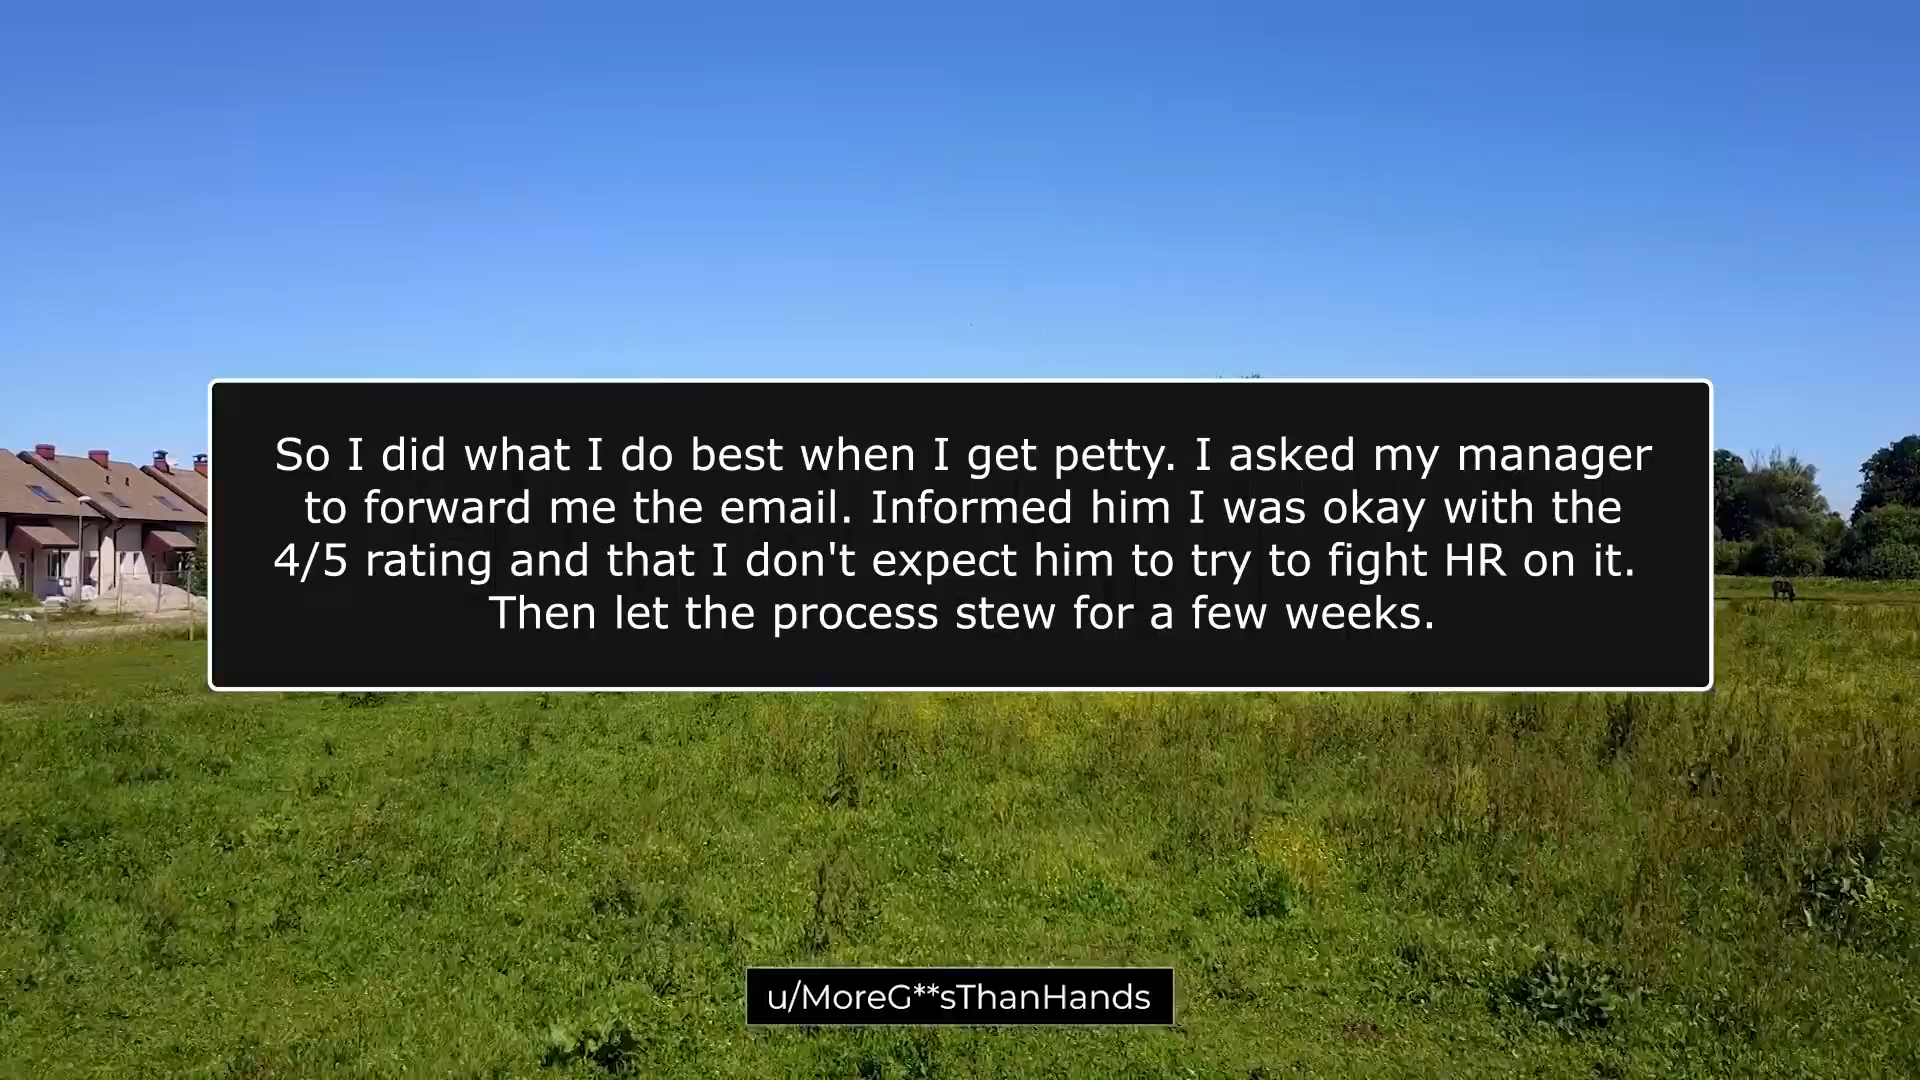 So I did what I do best when I get petty. I asked my manager
to forward me the email. Informed him I was okay with the
4/5 rating and that I don't expect him to try to fight HR on it.
Then let the process stew for a few weeks.
u/MoreG**sThanHands